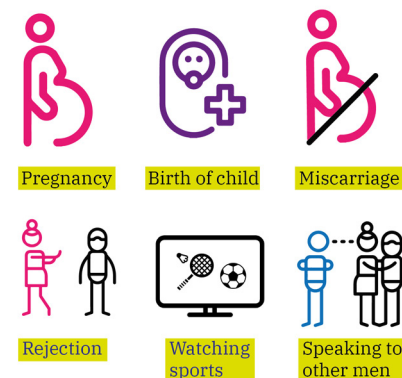 Pregnancy
Birth of child
Miscarriage
Rejection
Watching
sports
Speaking to
other men